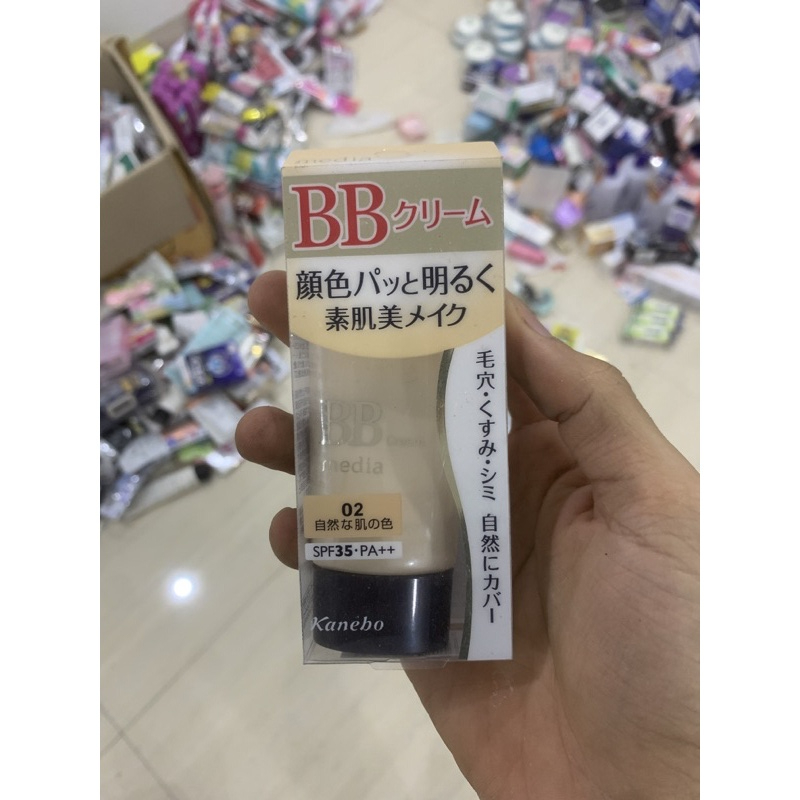 media
BBクリーム
顔色パッと明るく
素肌美メイク
毛穴・くすみ・シミ 自然にカバー
BB Cream
media
02
自然な肌の色
SPF35・PA++
Kanebo